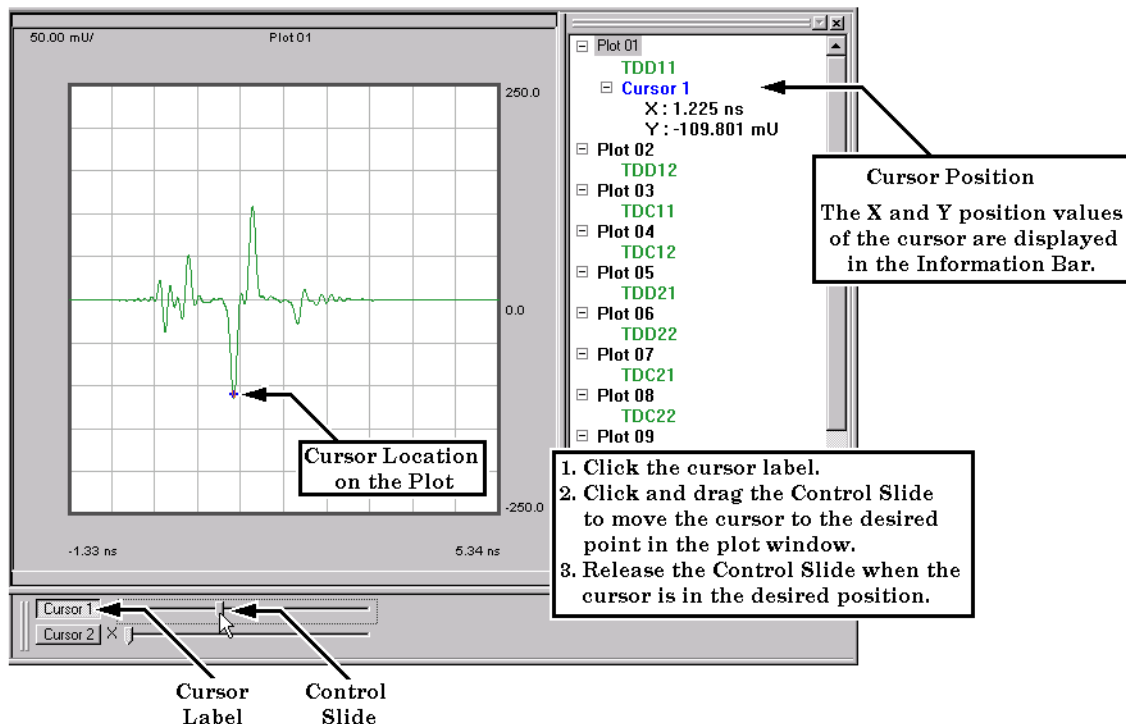 50.00 mU/
Plot 01
250.0
0.0
-250.0
-1.33 ns
5.34 ns
Plot 01
TDD11
Cursor 1
X : 1.225 ns
Y : -109.801 mU
Plot 02
TDD12
Plot 03
TDC11
Plot 04
TDC12
Plot 05
TDD21
Plot 06
TDD22
Plot 07
TDC21
Plot 08
TDC22
Plot 09
Cursor Position
The X and Y position values
of the cursor are displayed
in the Information Bar.
Cursor Location
on the Plot
1. Click the cursor label.
2. Click and drag the Control Slide
to move the cursor to the desired
point in the plot window.
3. Release the Control Slide when the
cursor is in the desired position.
Cursor 1
Cursor 2 X
Cursor
Label
Control
Slide